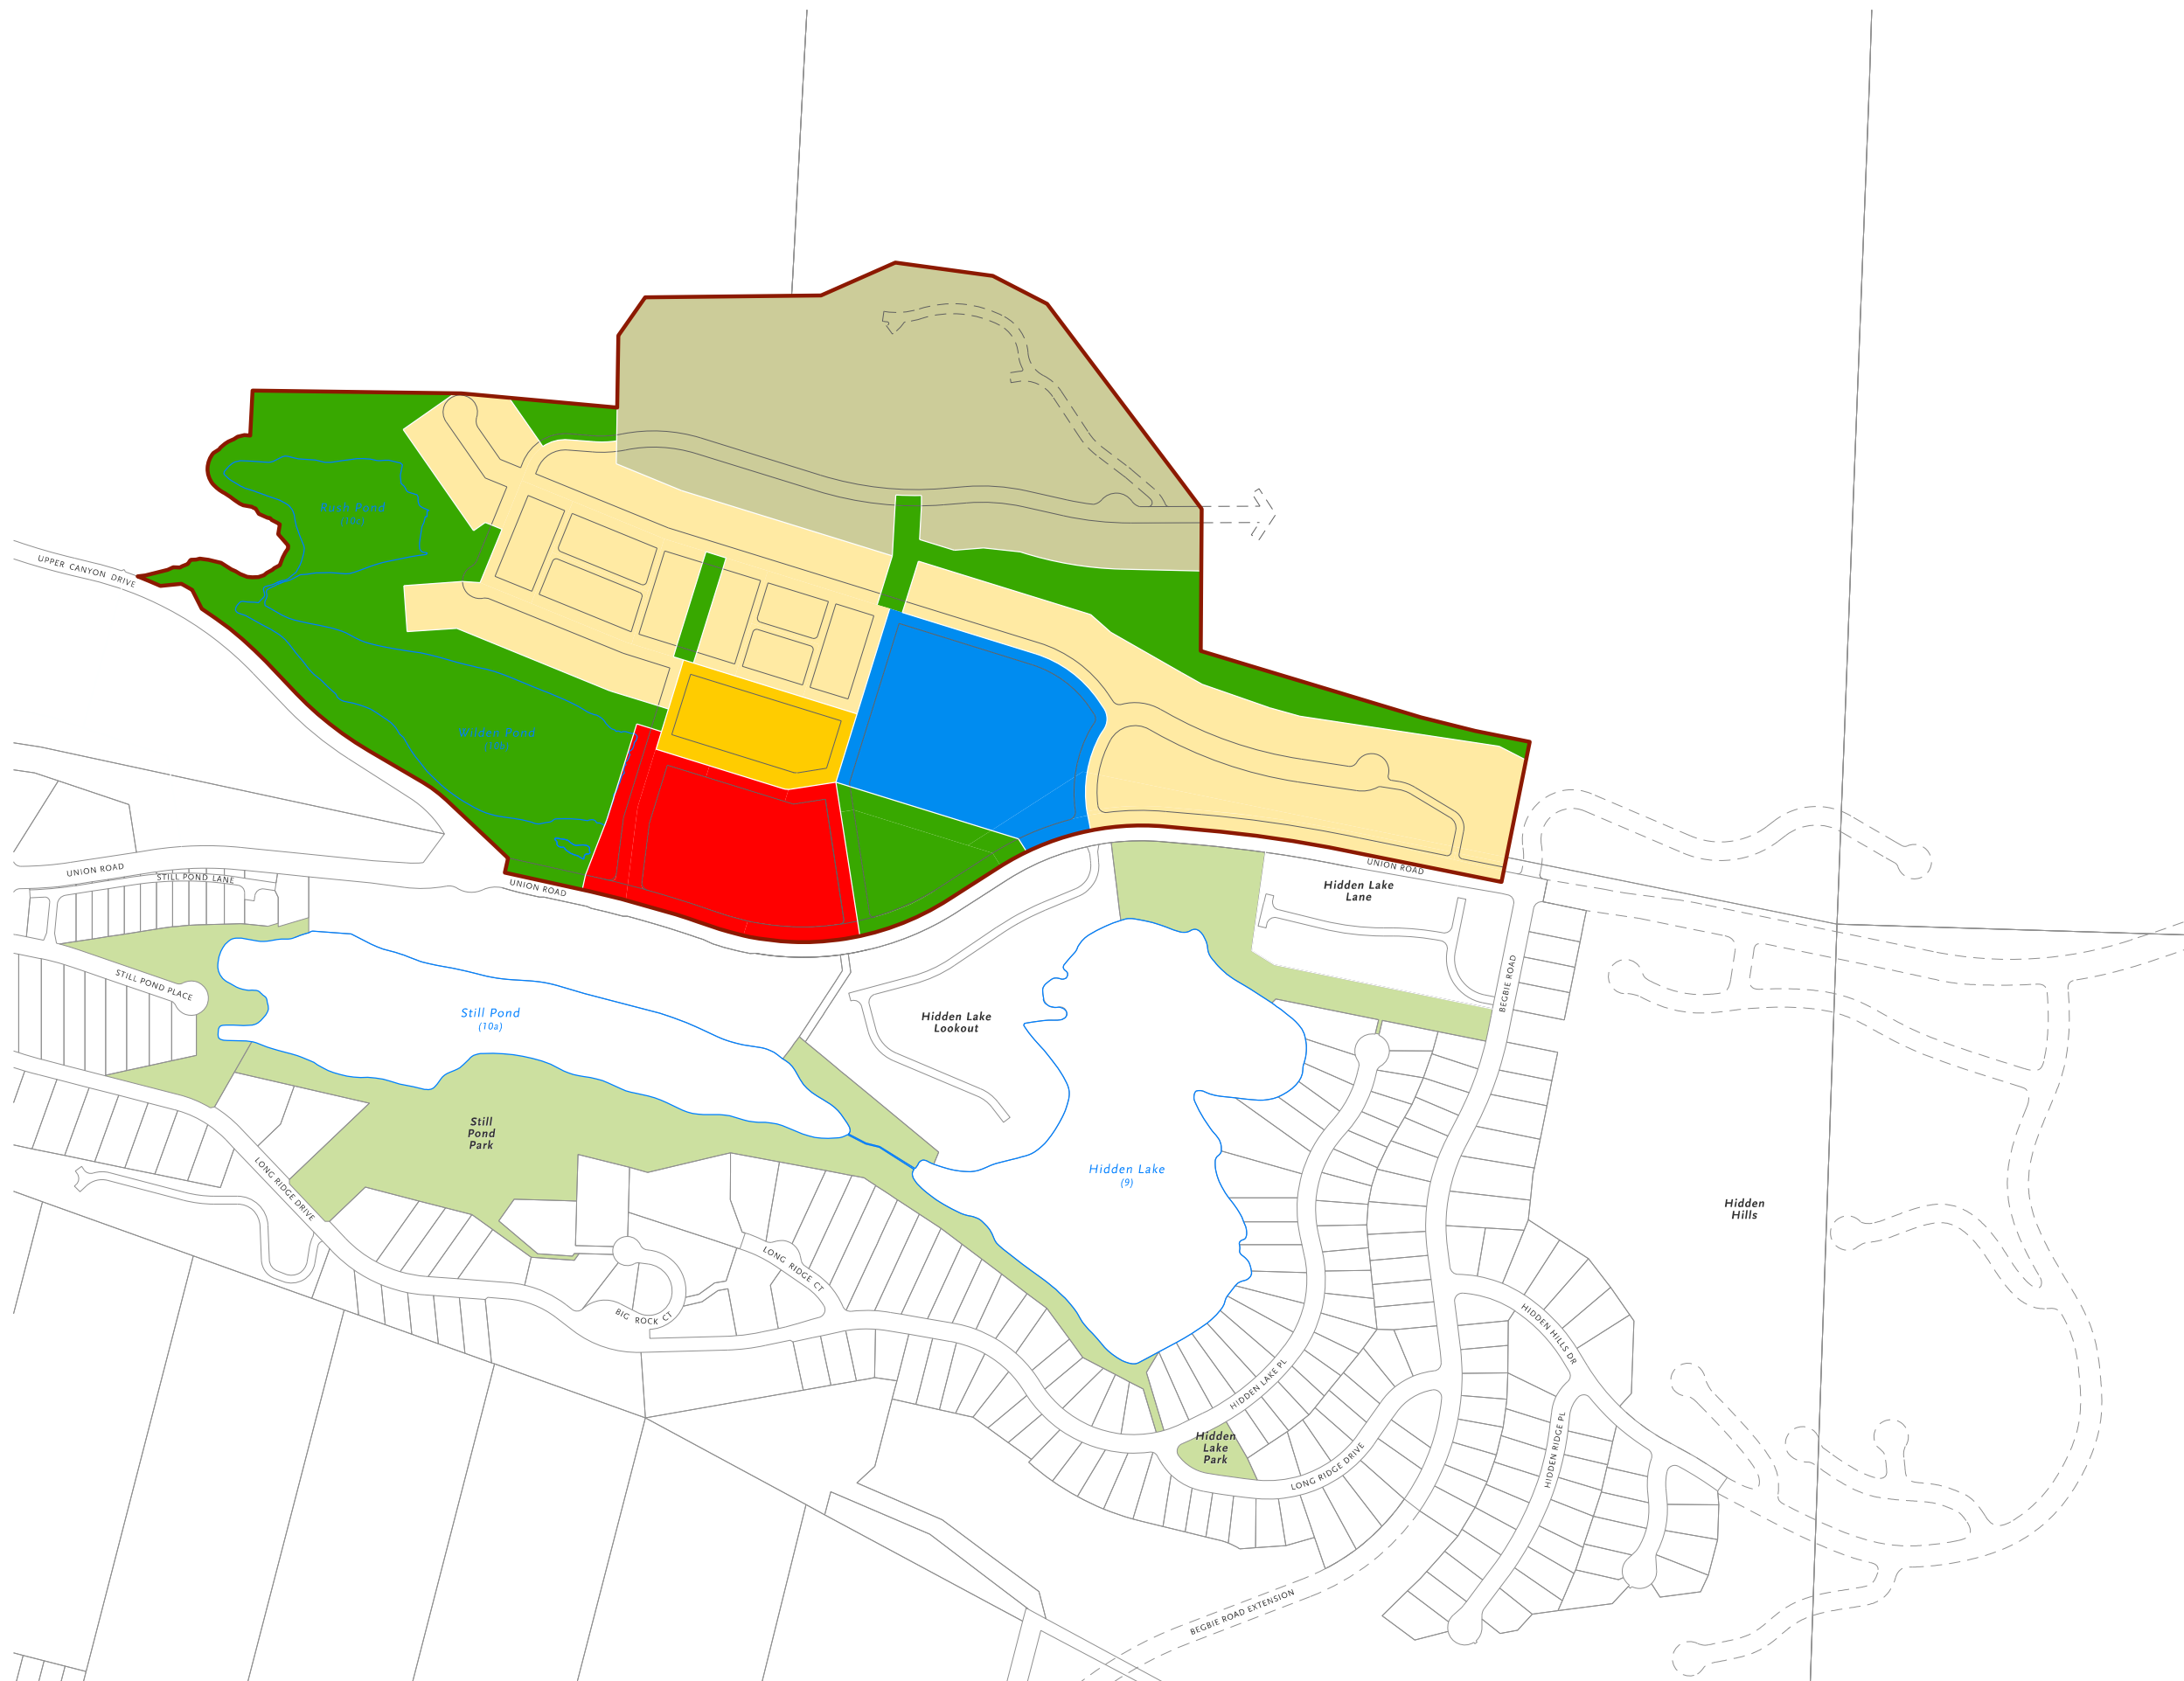 Rush Pond
(10c)
UPPER CANYON DRIVE
Wilden Pond
(10b)
UNION ROAD
STILL POND LANE
UNION ROAD
UNION ROAD
Hidden Lake
Lane
STILL POND PLACE
BEGBIE ROAD
Still Pond
(10a)
Hidden Lake
Lookout
Still
Pond
Park
Hidden Lake
(9)
LONG RIDGE DRIVE
Hidden
Hills
LONG RIDGE CT
BIG ROCK CT
HIDDEN HILLS DR
HIDDEN LAKE PL
Hidden
Lake
Park
LONG RIDGE DRIVE
HIDDEN RIDGE PL
BEGBIE ROAD EXTENSION